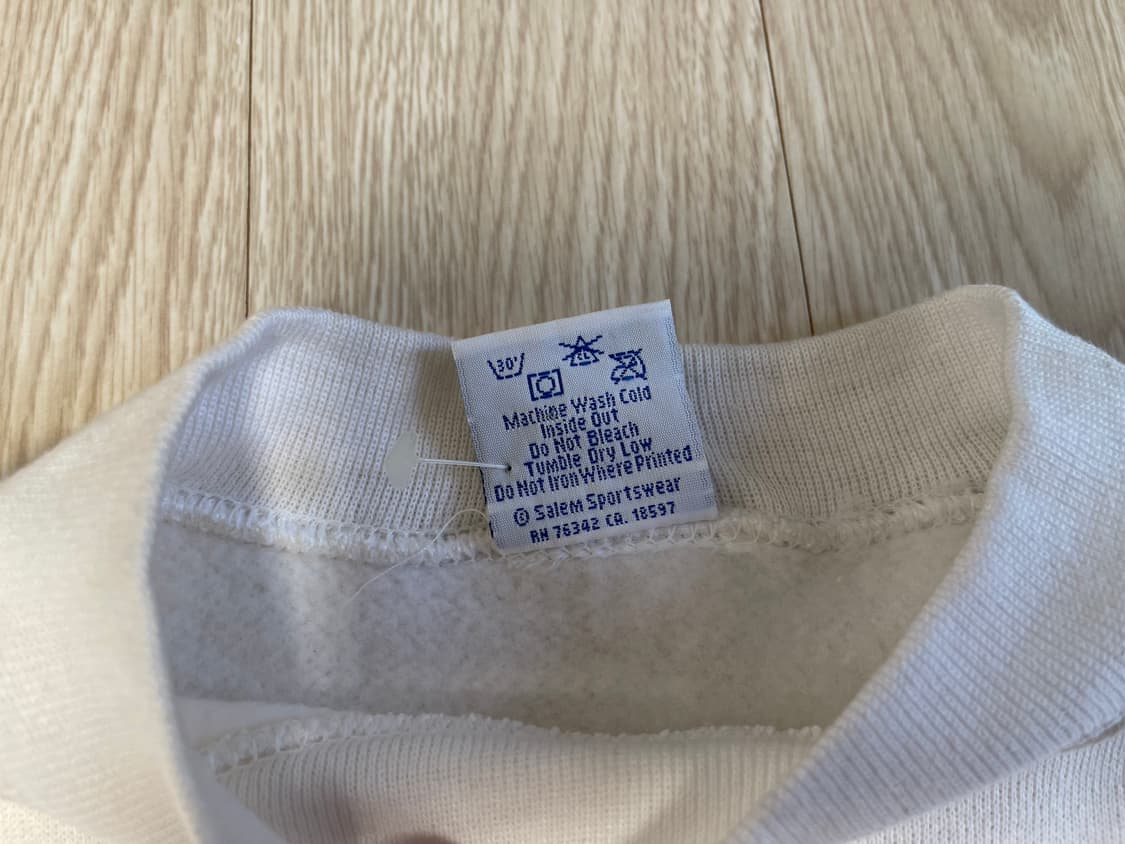 30'
CL
Machine Wash Cold
Inside Out
Do Not Bleach
Tumble Dry Low
Do Not Iron Where Printed
© Salem Sportswear
RN 76342 CA. 18597